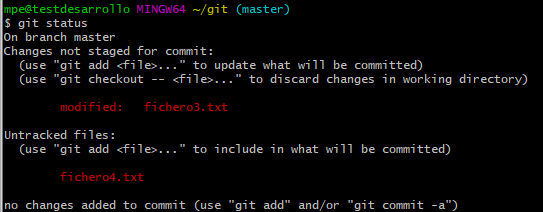 mpe@testdesarrollo MINGW64 ~/git (master)
$ git status
On branch master
Changes not staged for commit:
  (use "git add <file>..." to update what will be committed)
  (use "git checkout -- <file>..." to discard changes in working directory)
        modified:   fichero3.txt
Untracked files:
  (use "git add <file>..." to include in what will be committed)
        fichero4.txt
no changes added to commit (use "git add" and/or "git commit -a")